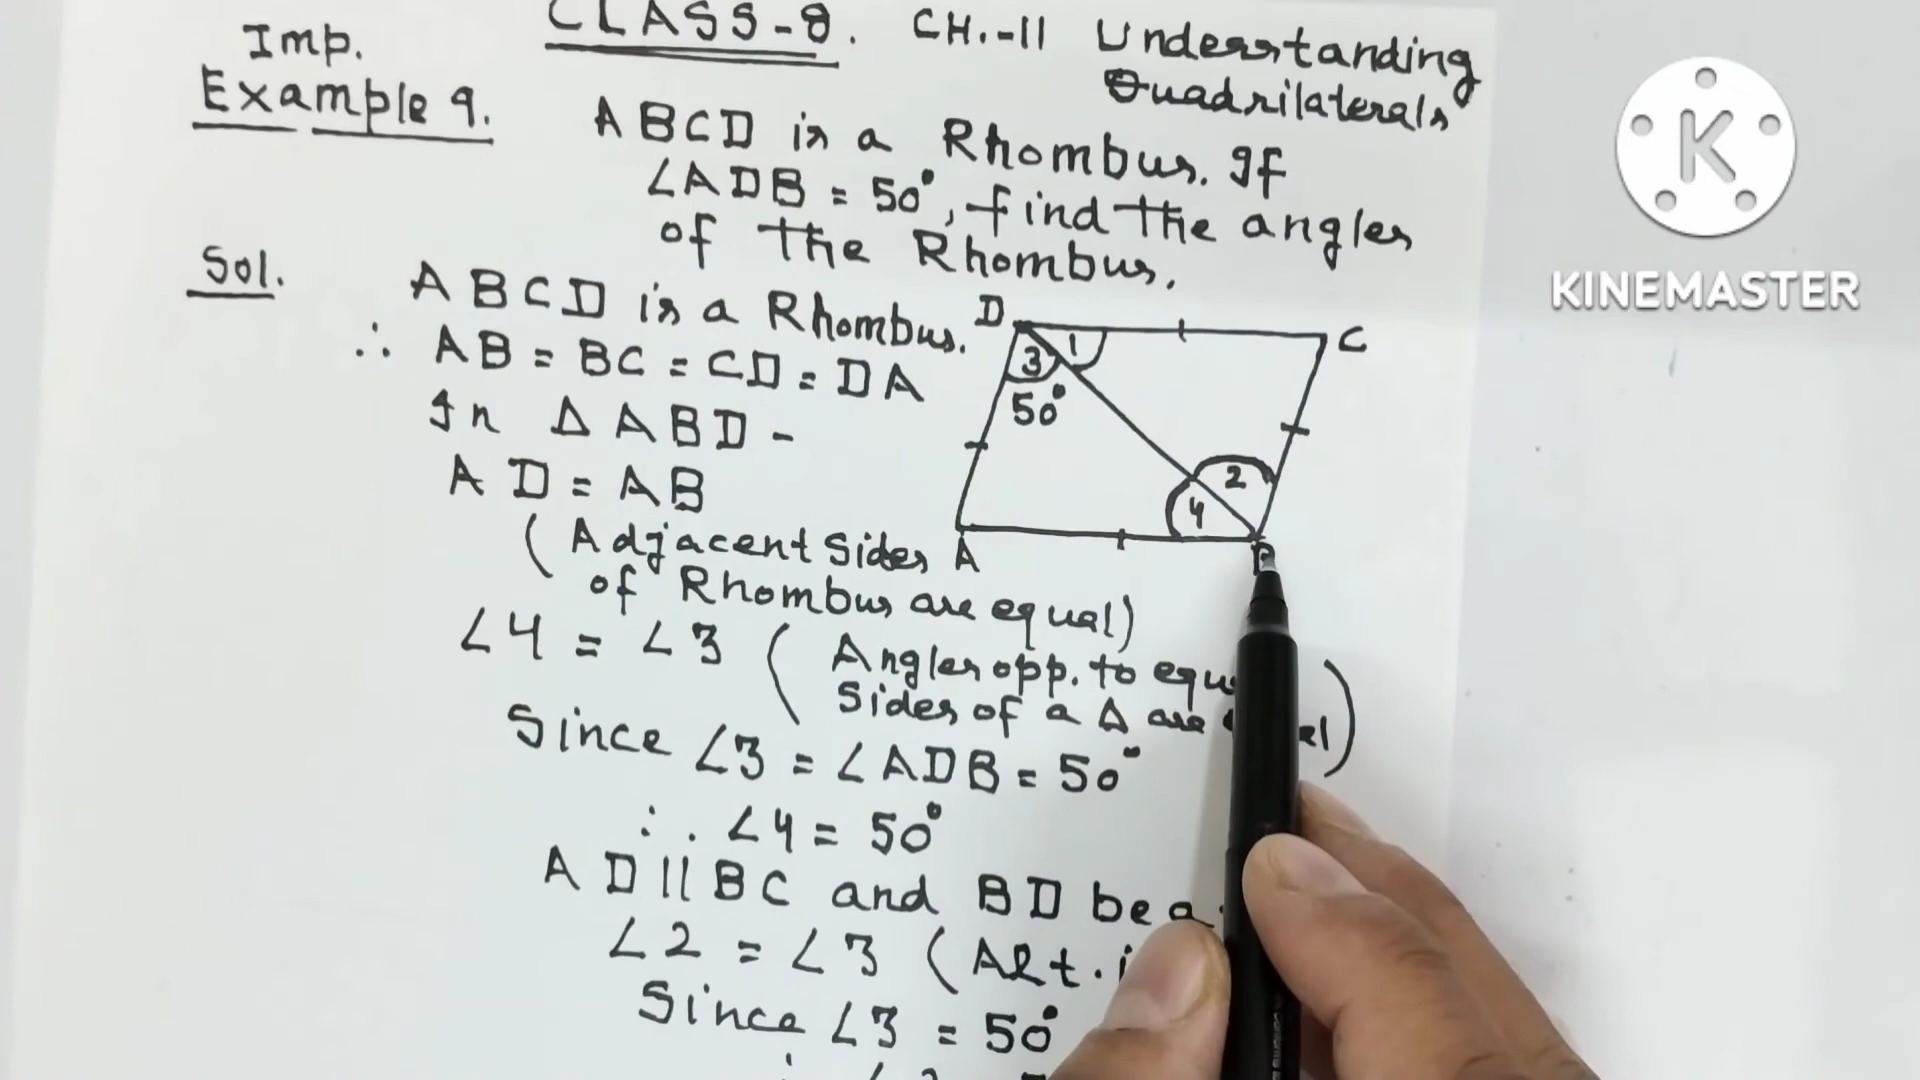 Imp.
CLASS-8. CH.-11 Understanding
Quadrilaterals
Example 9.
ABCD is a Rhombus. If
∠ADB = 50°, find the angles
of the Rhombus.
Sol.
ABCD is a Rhombus.
∴ AB = BC = CD = DA
In Δ ABD -
AD = AB
(Adjacent Sides
of Rhombus are equal)
∠4 = ∠3 (Angles opp. to
Sides of a Δ are
Since ∠3 = ∠ADB = 50°
∴ ∠4 = 50°
AD || BC and BD
∠2 = ∠3 (Alt.
Since ∠3 = 50°
D
C
A
1
3
50°
2
4
K
KINEMASTER